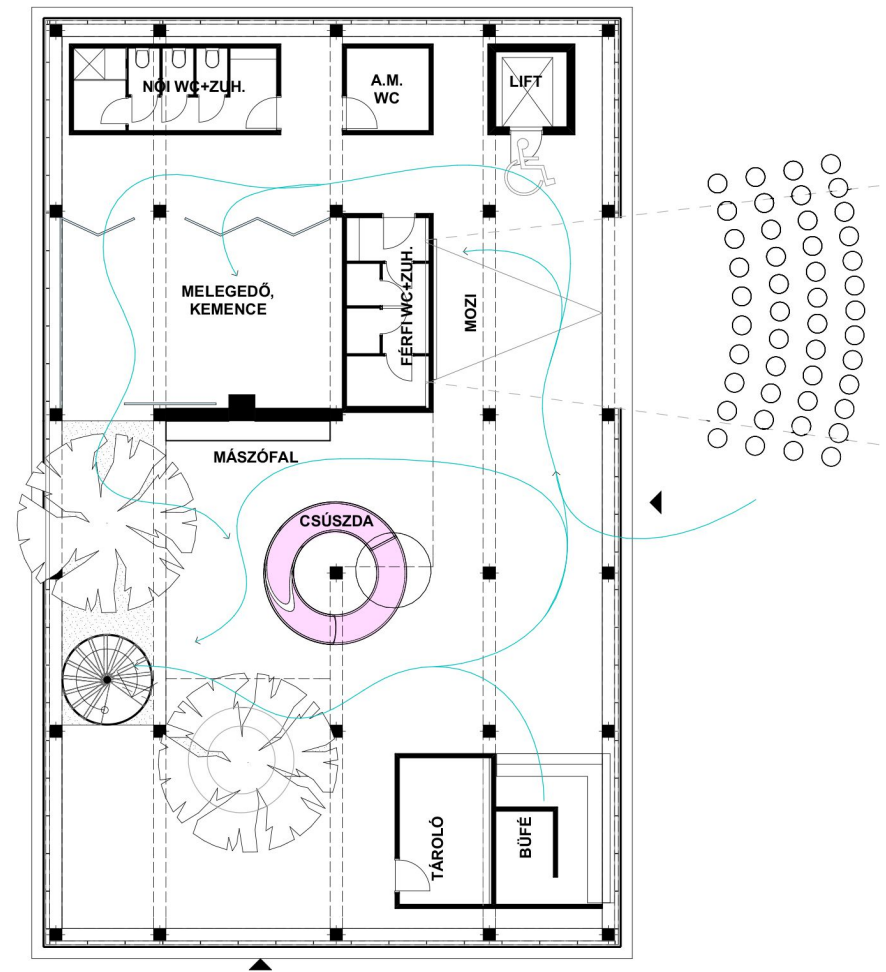 NŐI WC+ZUH.
A.M.
WC
LIFT
MELEGEDŐ,
KEMENCE
FÉRFI WC+ZUH.
MOZI
MÁSZÓFAL
CSÚSZDA
TÁROLÓ
BÜFÉ